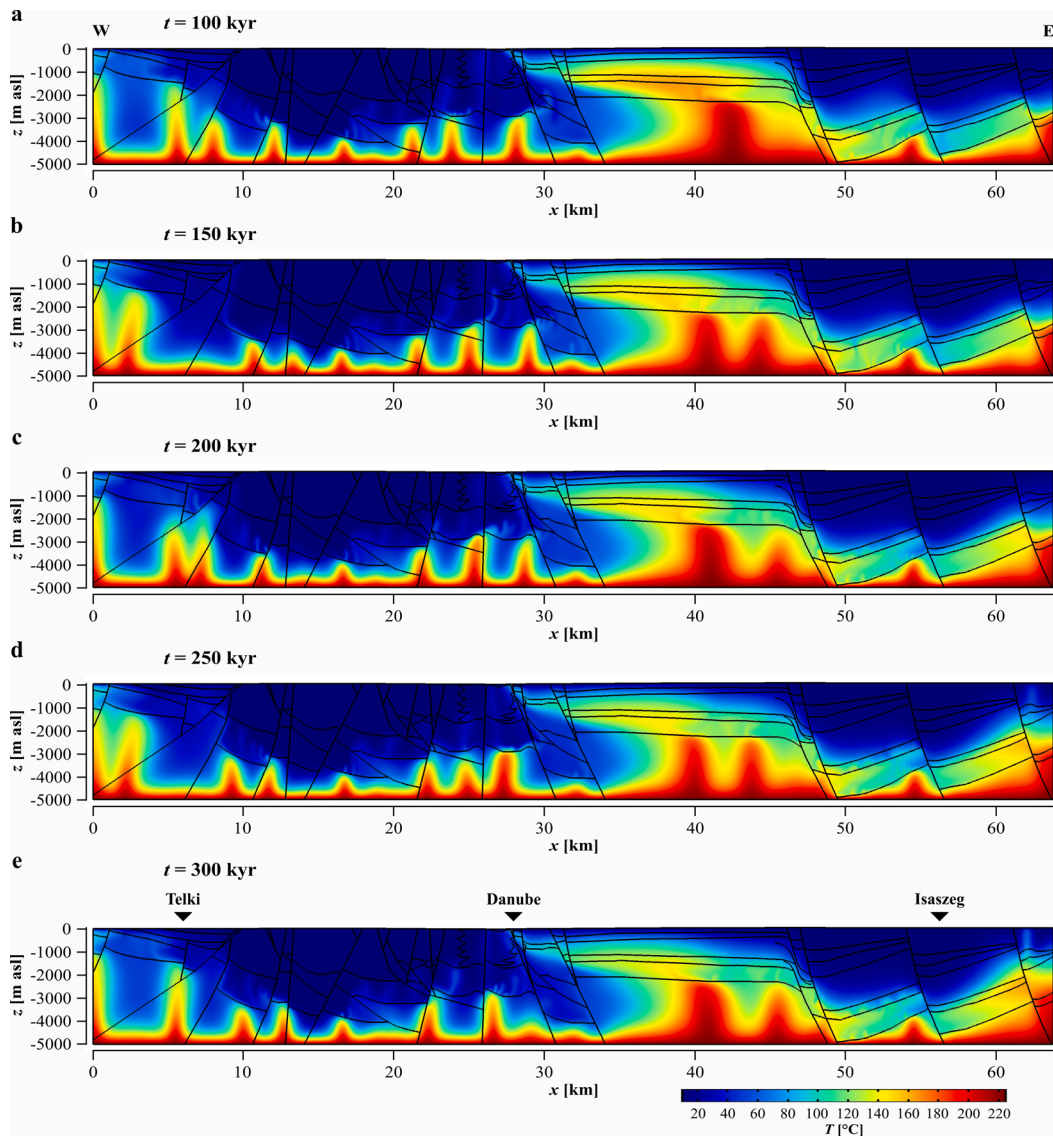 a
t = 100 kyr
W E
z [m asl]
0
-1000
-2000
-3000
-4000
-5000
0 10 20 30 40 50 60
x [km]
b
t = 150 kyr
z [m asl]
0
-1000
-2000
-3000
-4000
-5000
0 10 20 30 40 50 60
x [km]
c
t = 200 kyr
z [m asl]
0
-1000
-2000
-3000
-4000
-5000
0 10 20 30 40 50 60
x [km]
d
t = 250 kyr
z [m asl]
0
-1000
-2000
-3000
-4000
-5000
0 10 20 30 40 50 60
x [km]
e
t = 300 kyr
Telki Danube Isaszeg
z [m asl]
0
-1000
-2000
-3000
-4000
-5000
0 10 20 30 40 50 60
x [km]
20 40 60 80 100 120 140 160 180 200 220
T [°C]